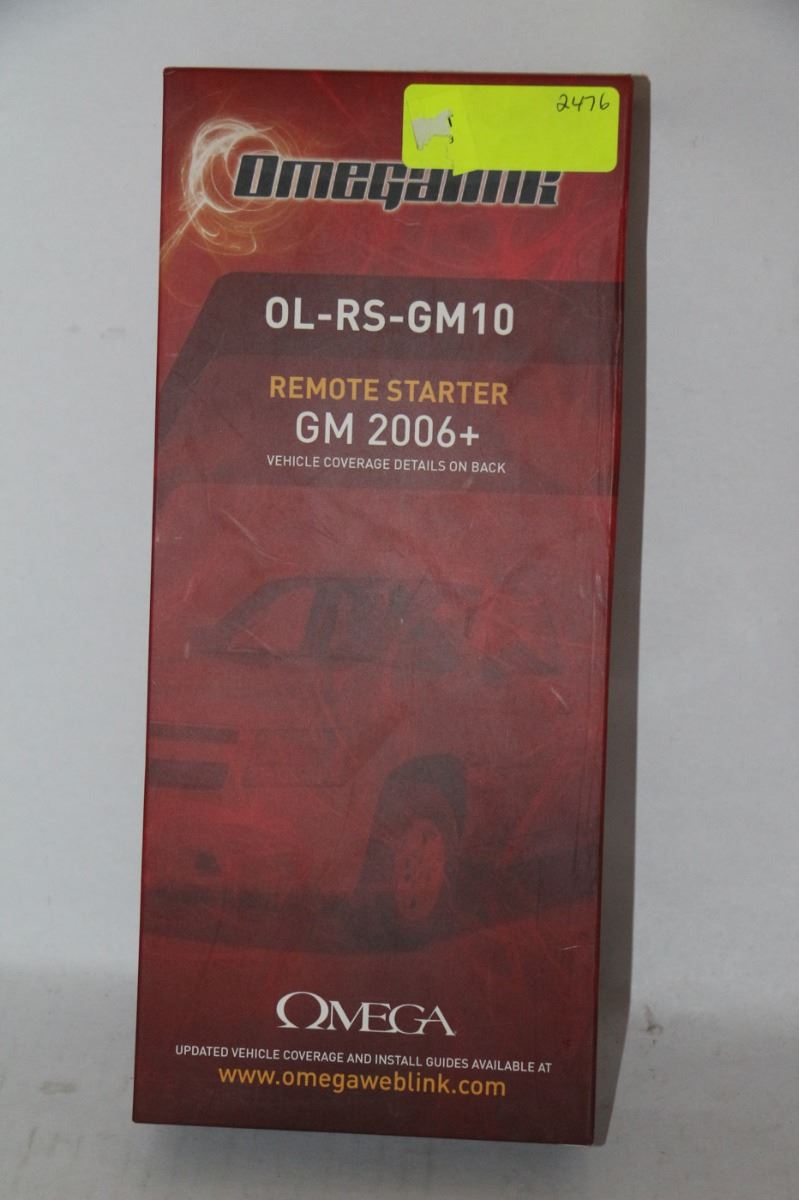 2476
Omegalink
OL-RS-GM10
REMOTE STARTER
GM 2006+
VEHICLE COVERAGE DETAILS ON BACK
ΩMEGA
UPDATED VEHICLE COVERAGE AND INSTALL GUIDES AVAILABLE AT
www.omegaweblink.com